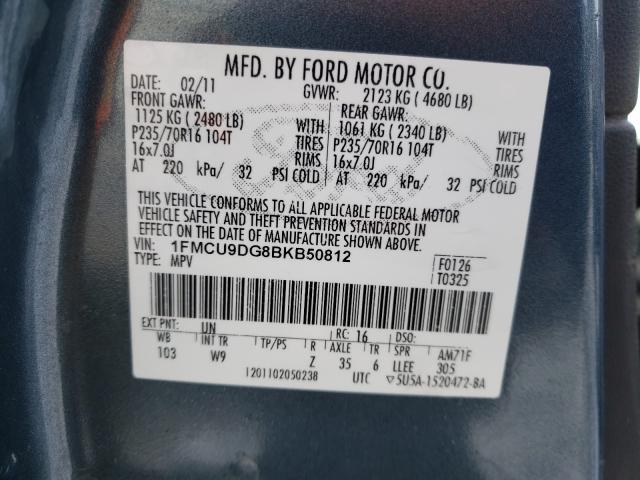 MFD. BY FORD MOTOR CO.
DATE: 02/11 GVWR: 2123 KG ( 4680 LB)
FRONT GAWR: REAR GAWR:
1125 KG ( 2480 LB) WITH 1061 KG ( 2340 LB) WITH
P235/70R16 104T TIRES P235/70R16 104T TIRES
16x7.0J RIMS 16x7.0J RIMS
AT 220 kPa/ 32 PSI COLD AT 220 kPa/ 32 PSI COLD
THIS VEHICLE CONFORMS TO ALL APPLICABLE FEDERAL MOTOR
VEHICLE SAFETY AND THEFT PREVENTION STANDARDS IN
EFFECT ON THE DATE OF MANUFACTURE SHOWN ABOVE.
VIN: 1FMCU9DG8BKB50812
TYPE: MPV F0126
T0325
EXT PNT: UN RC: 16 DSO:
WB INT TR TP/PS R AXLE TR SPR AM71F
103 W9 Z 35 6 LLEE 305
1201102050238 UTC ▽5U5A-1520472-BA